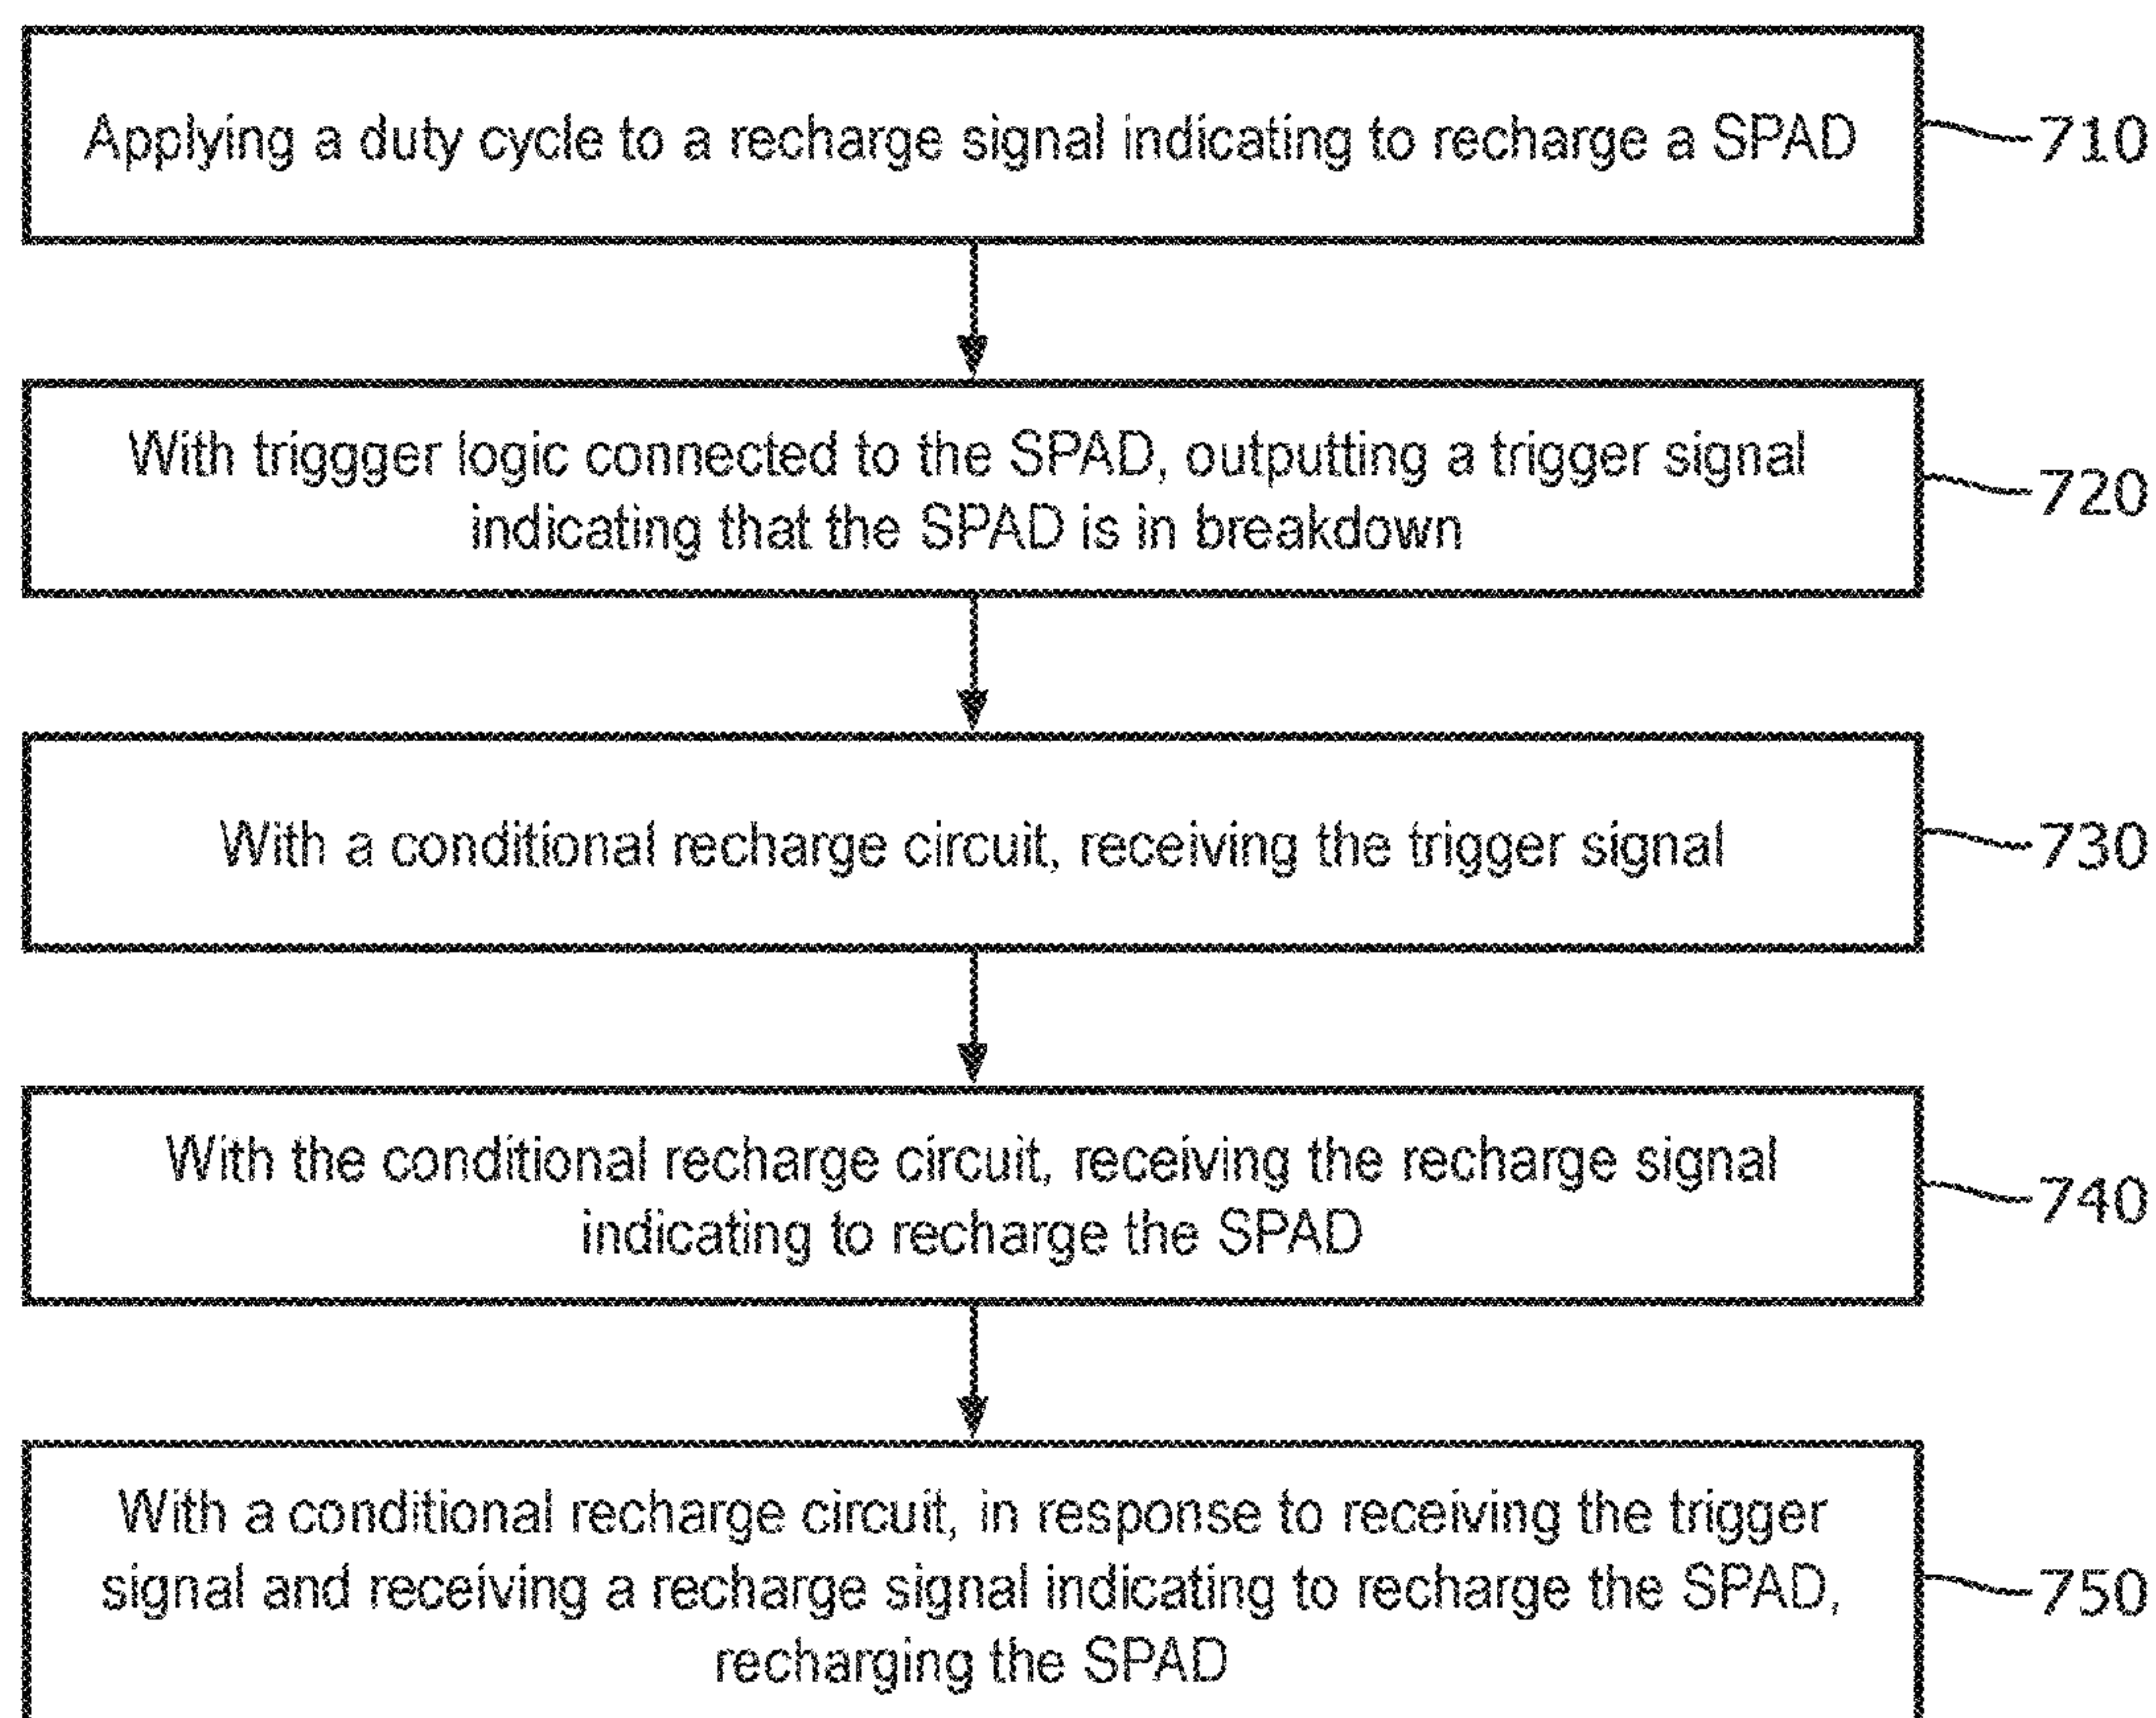 Applying a duty cycle to a recharge signal indicating to recharge a SPAD
710
With triggger logic connected to the SPAD, outputting a trigger signal
indicating that the SPAD is in breakdown
720
With a conditional recharge circuit, receiving the trigger signal
730
With the conditional recharge circuit, receiving the recharge signal
indicating to recharge the SPAD
740
With a conditional recharge circuit, in response to receiving the trigger
signal and receiving a recharge signal indicating to recharge the SPAD,
recharging the SPAD
750